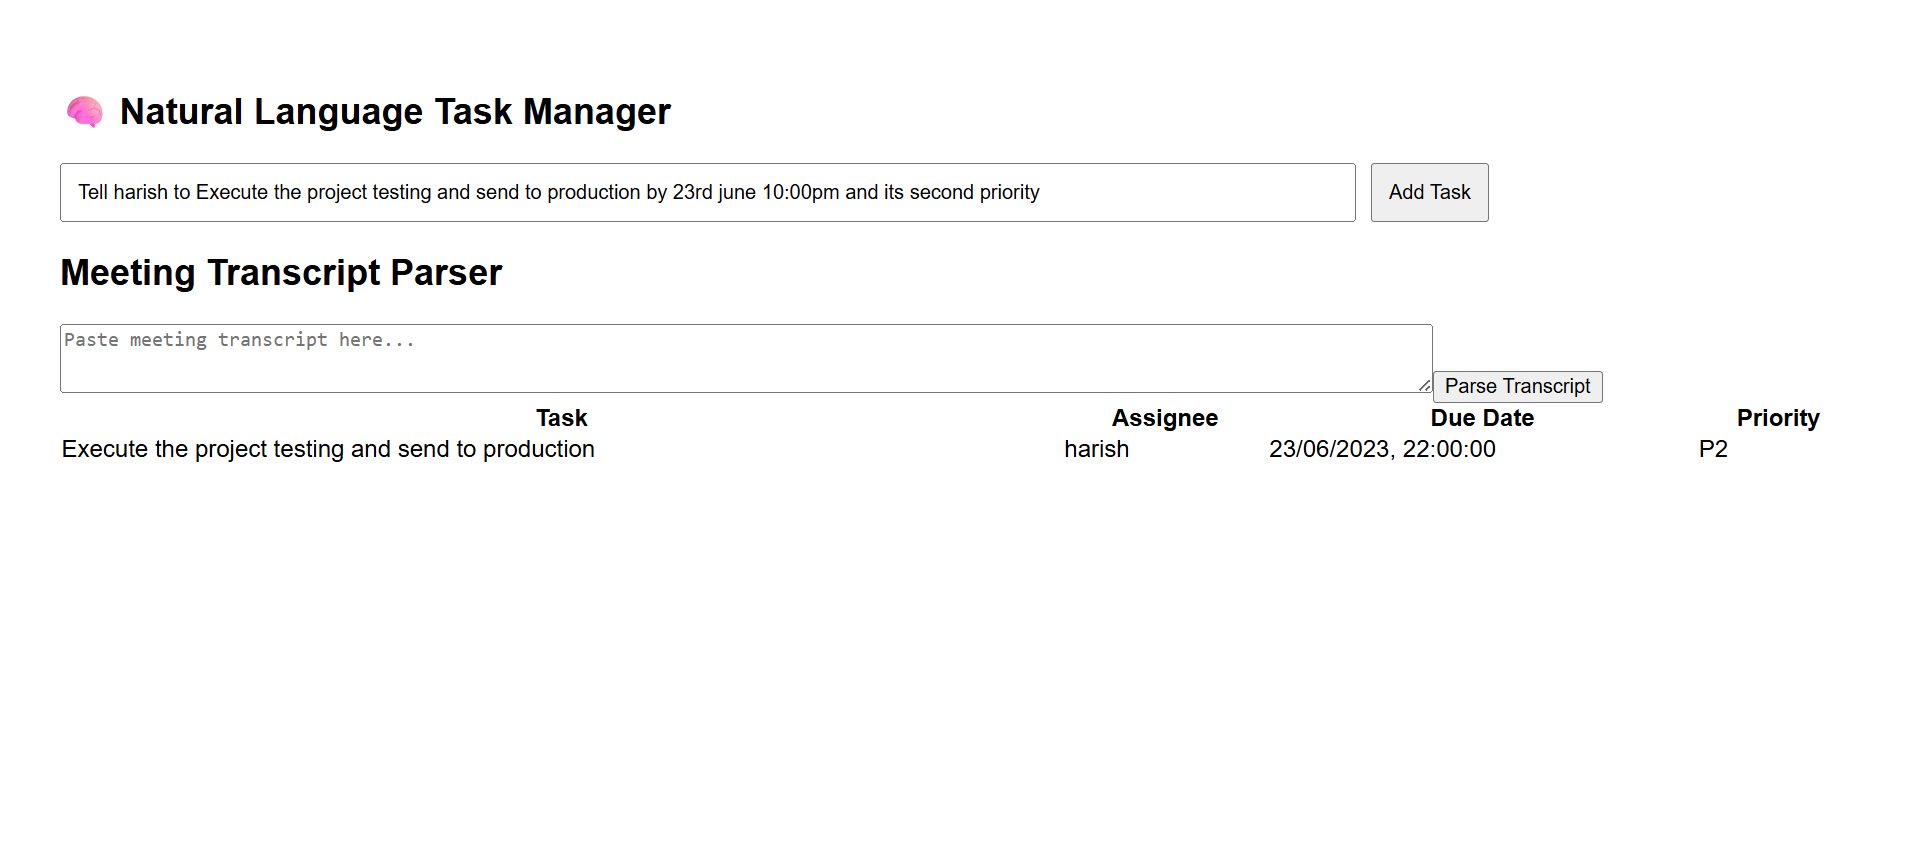 🧠 Natural Language Task Manager
Tell harish to Execute the project testing and send to production by 23rd june 10:00pm and its second priority
Add Task
Meeting Transcript Parser
Paste meeting transcript here...
Parse Transcript
Task Assignee Due Date Priority
Execute the project testing and send to production harish 23/06/2023, 22:00:00 P2